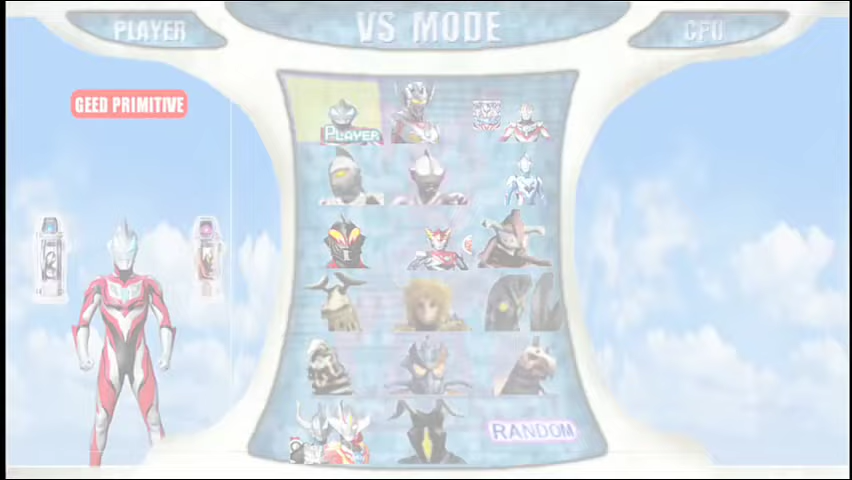 PLAYER
VS MODE
CPU
GEED PRIMITIVE
PLAYER
RANDOM